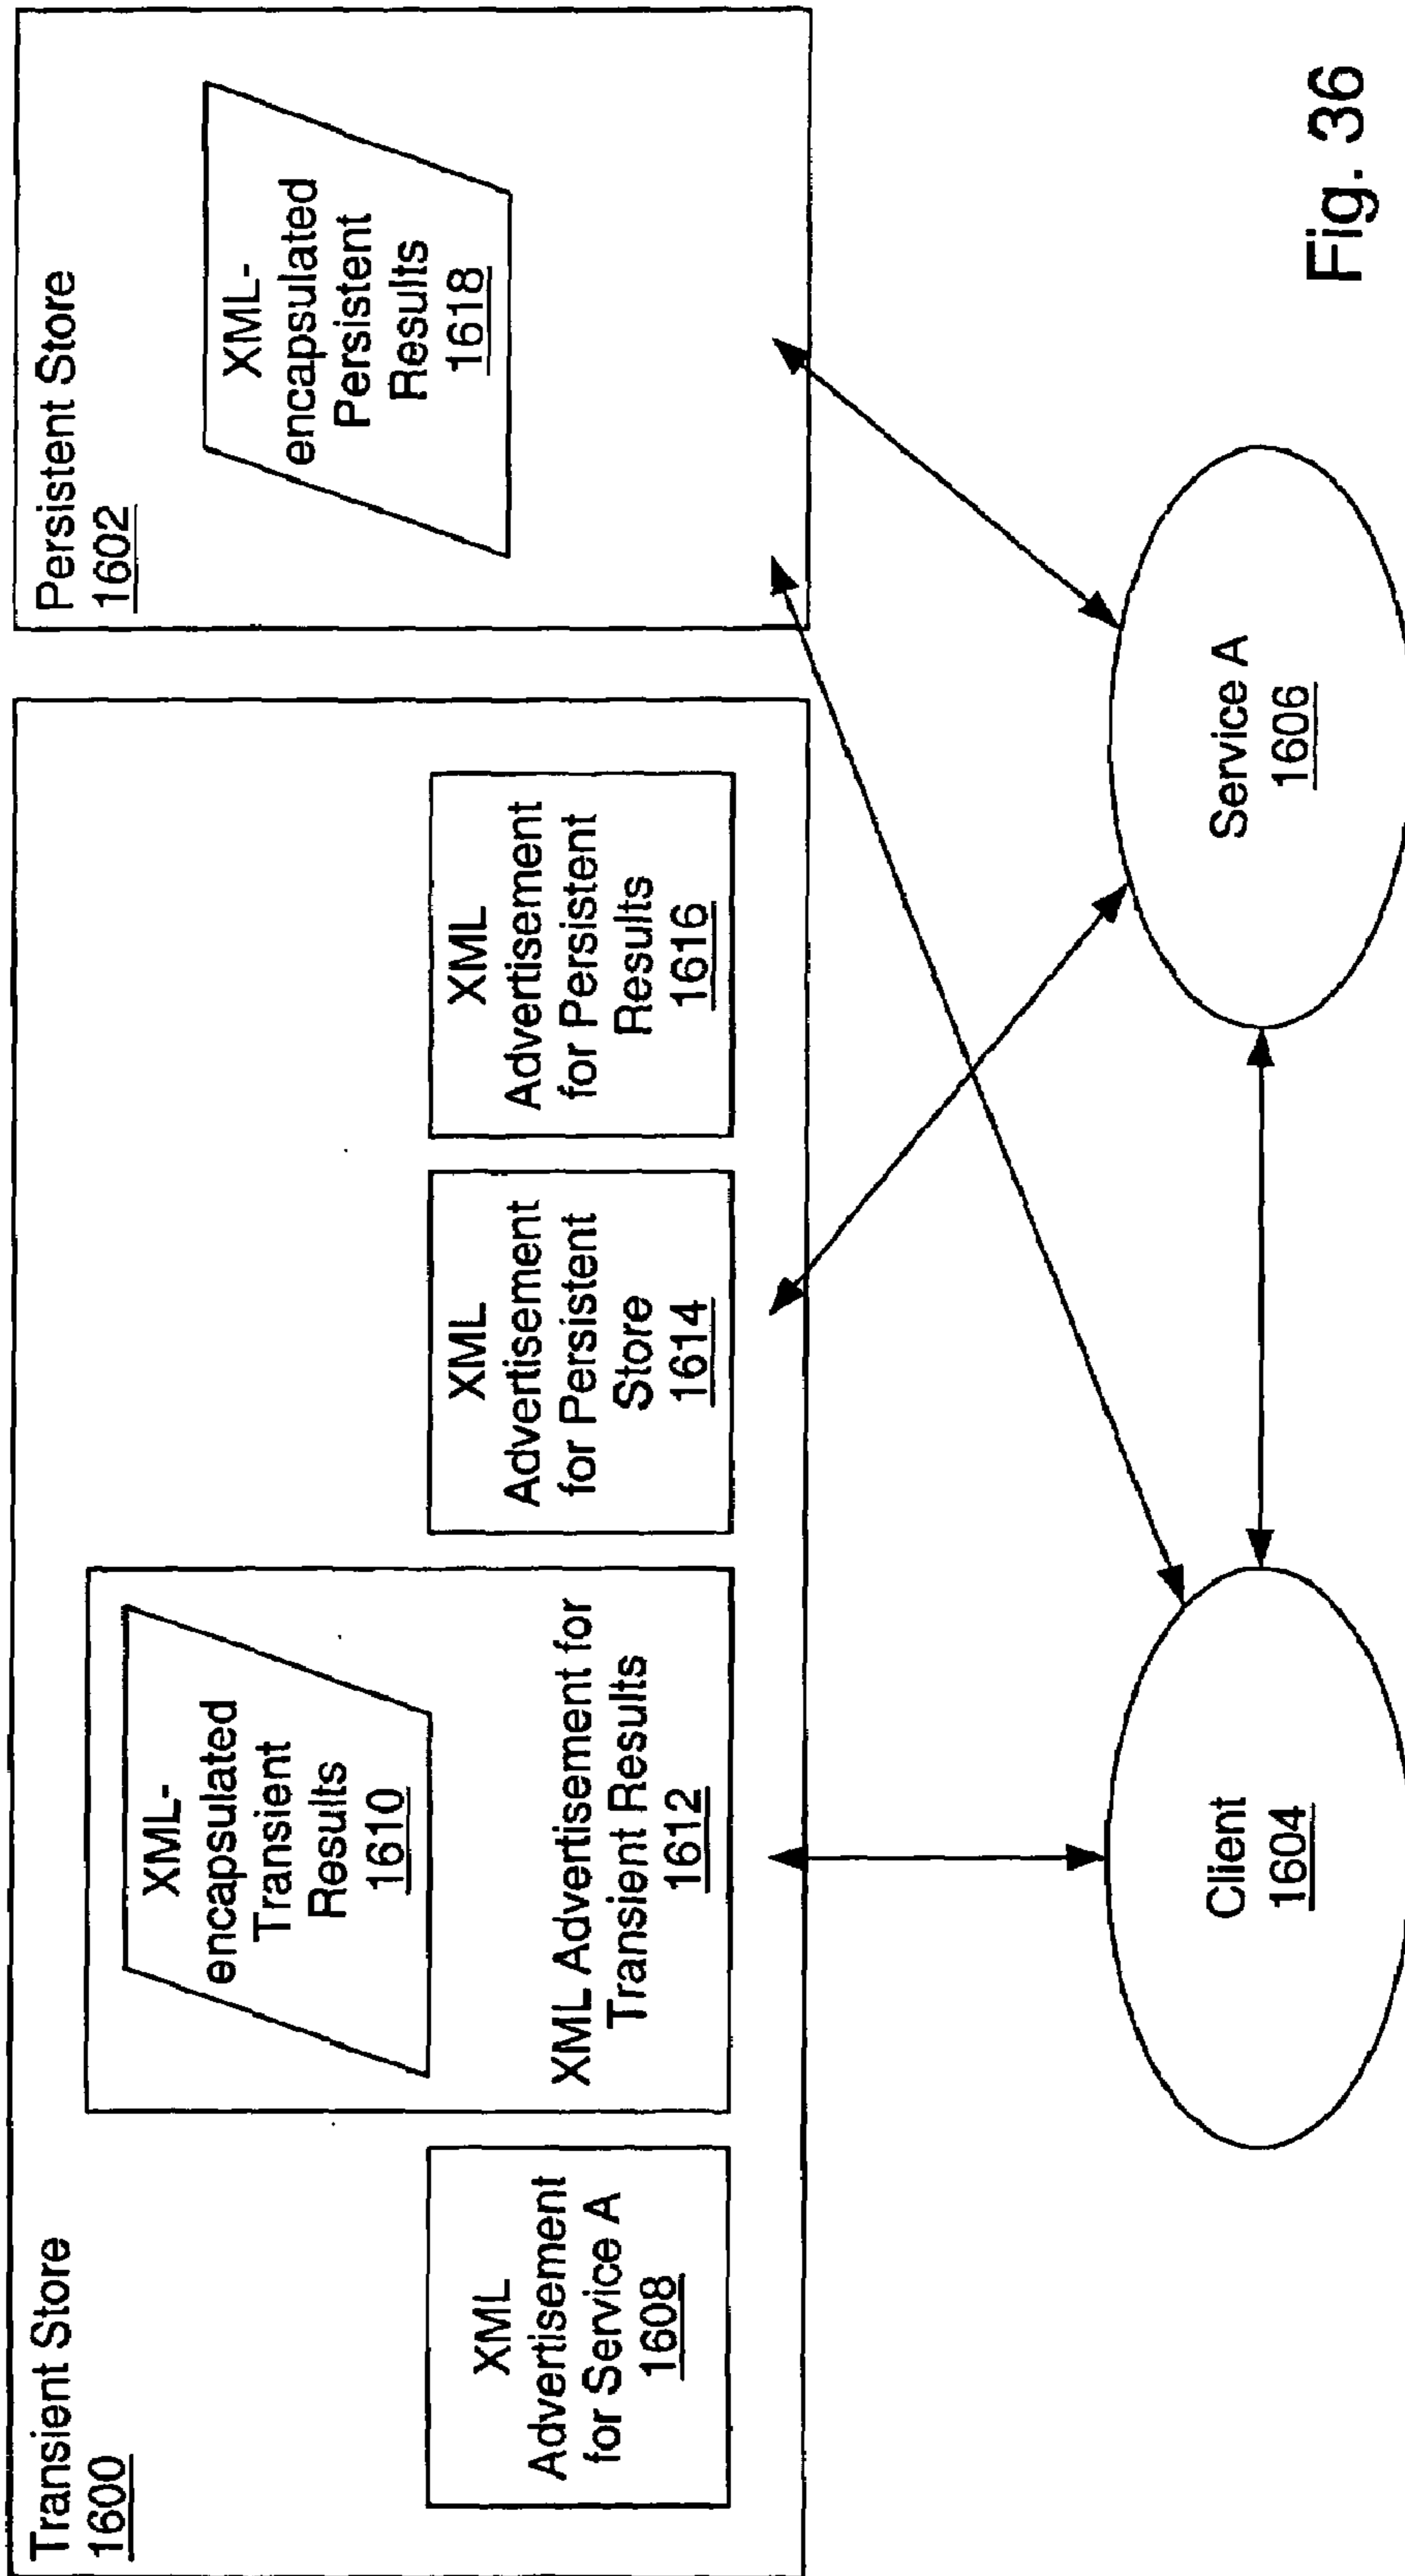 Transient Store
1600
XML
Advertisement
for Service A
1608
XML-
encapsulated
Transient
Results
1610
XML Advertisement for
Transient Results
1612
XML
Advertisement
for Persistent
Store
1614
XML
Advertisement
for Persistent
Results
1616
Persistent Store
1602
XML-
encapsulated
Persistent
Results
1618
Client
1604
Service A
1606
Fig. 36